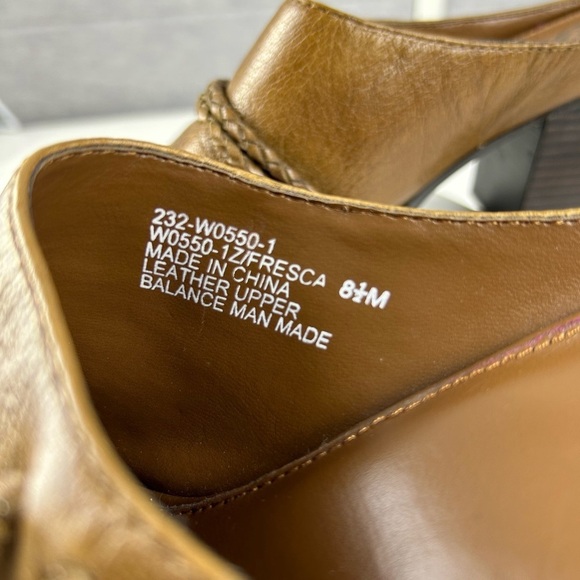 232-W0550-1
W0550-1Z/FRESCA 8½M
MADE IN CHINA
LEATHER UPPER
BALANCE MAN MADE